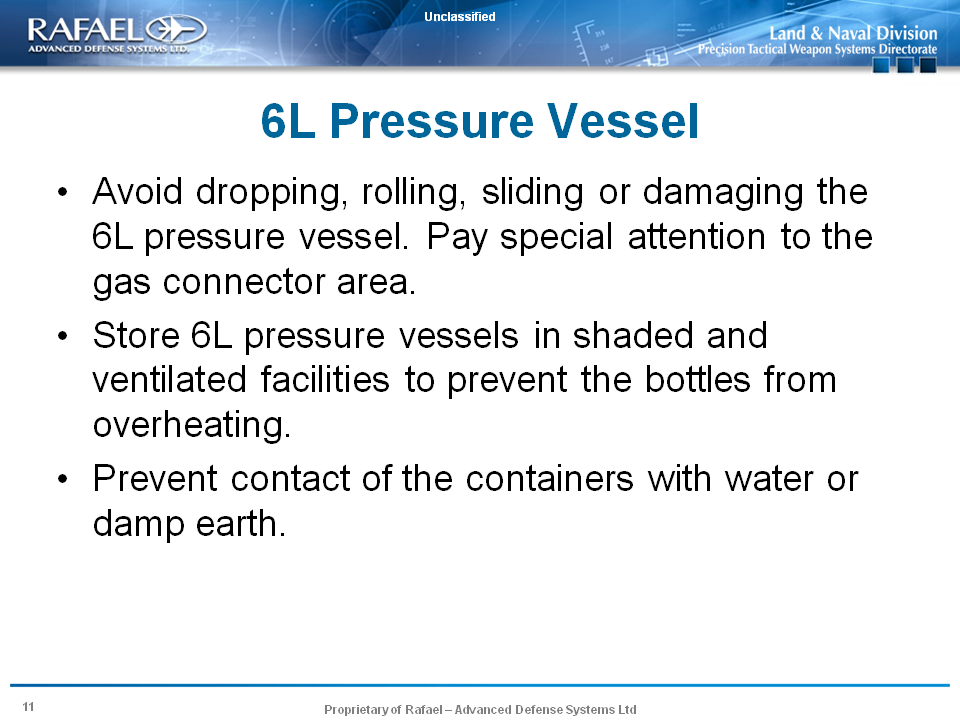 Unclassified
RAFAEL
ADVANCED DEFENSE SYSTEMS LTD.
Land & Naval Division
Precision Tactical Weapon Systems Directorate
6L Pressure Vessel
• Avoid dropping, rolling, sliding or damaging the
6L pressure vessel. Pay special attention to the
gas connector area.
• Store 6L pressure vessels in shaded and
ventilated facilities to prevent the bottles from
overheating.
• Prevent contact of the containers with water or
damp earth.
11
Proprietary of Rafael – Advanced Defense Systems Ltd